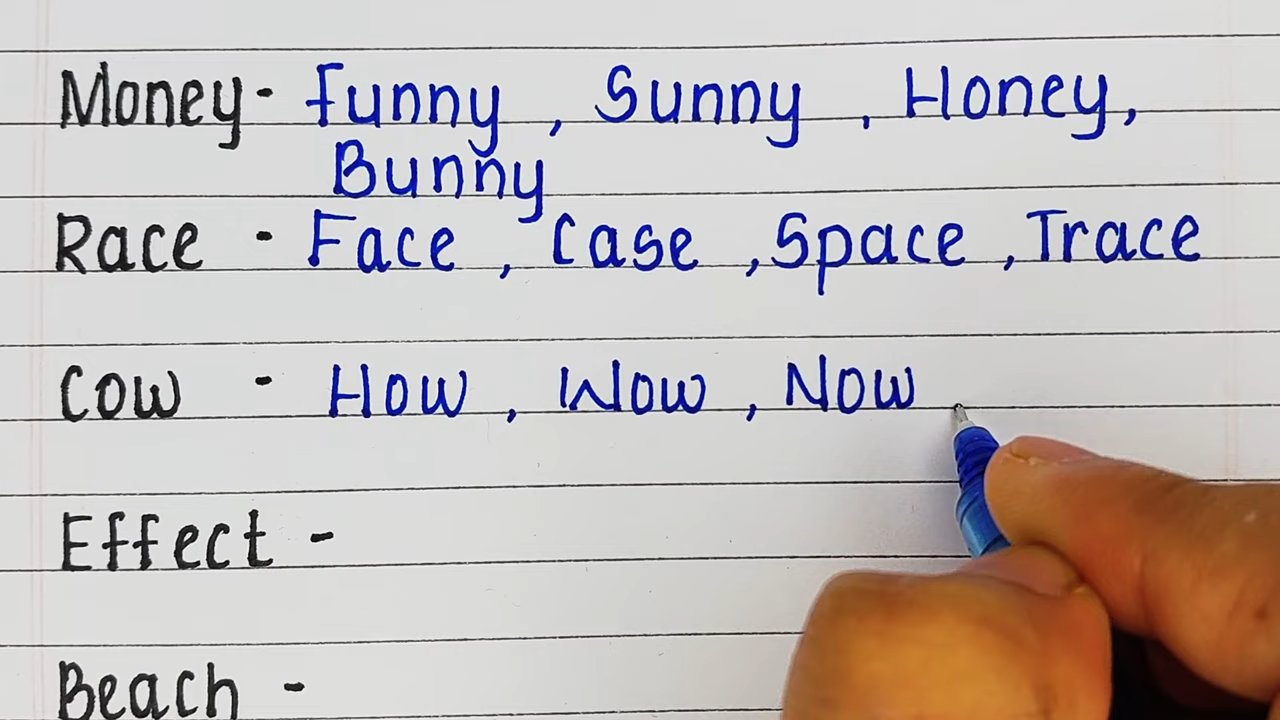 Money - Funny , Sunny , Honey,
Bunny
Race - Face , Case , Space , Trace
Cow - How , Wow , Now
Effect -
Beach -